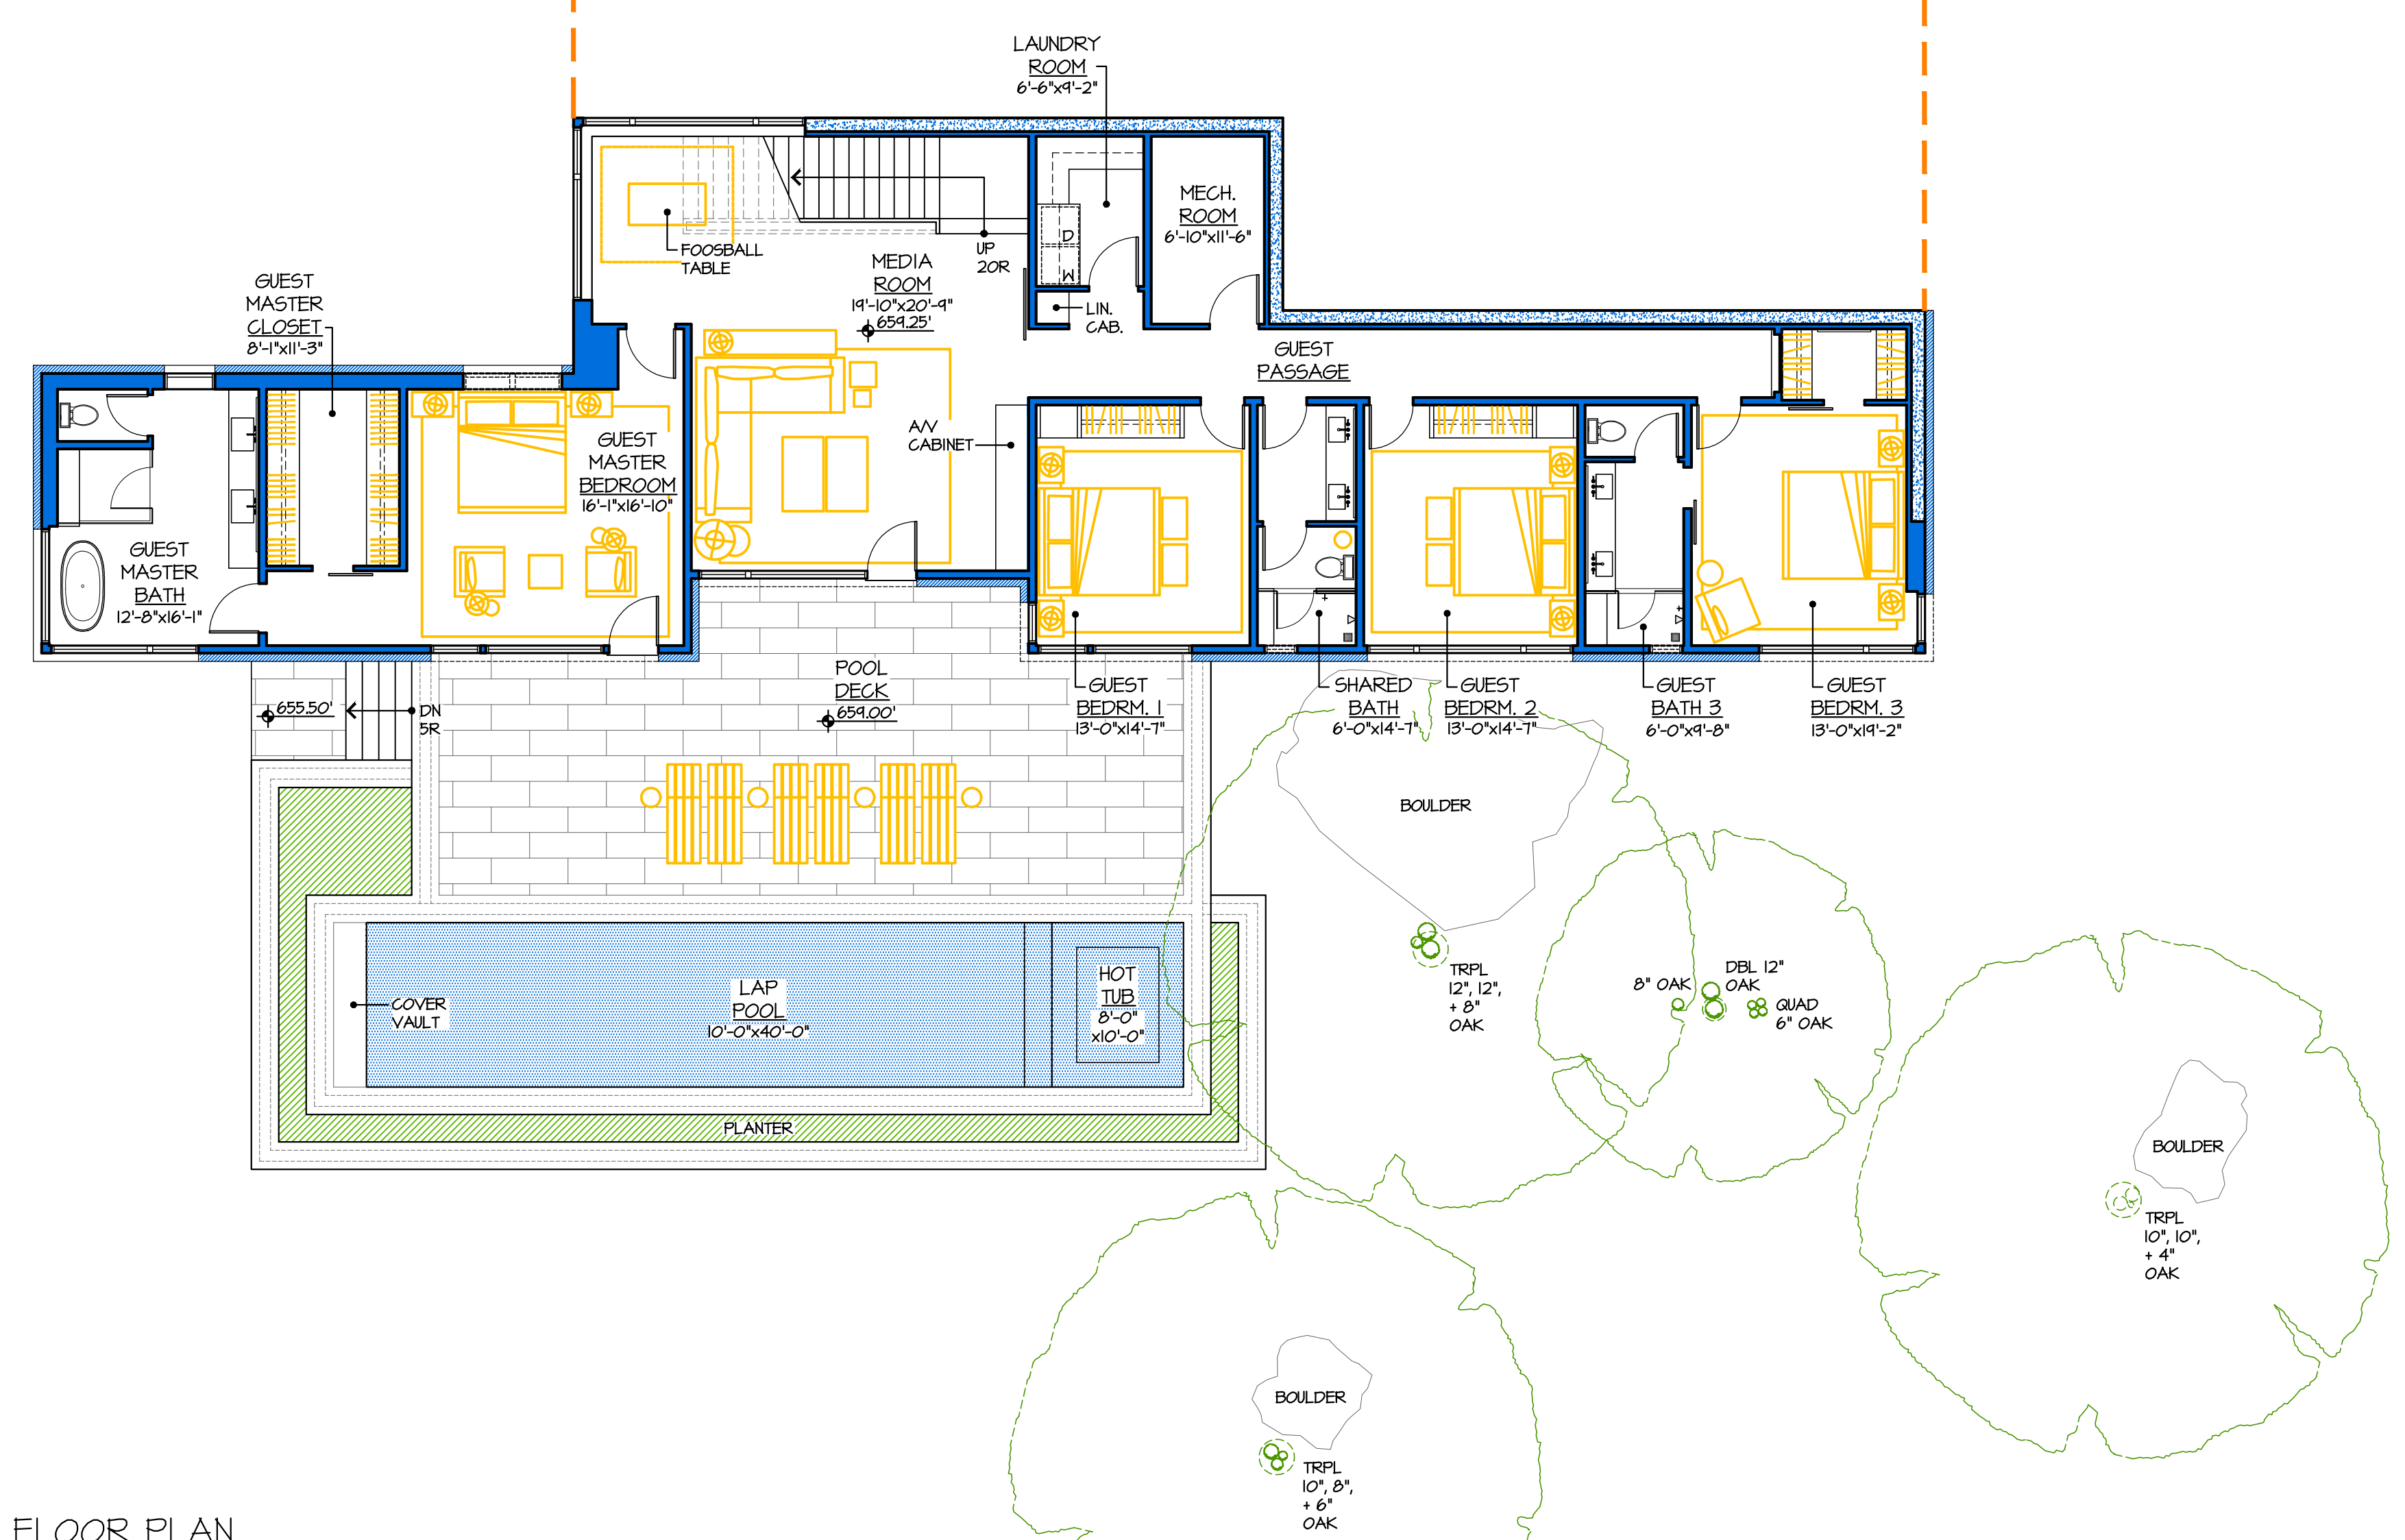 LAUNDRY
ROOM
6'-6"x9'-2"
MECH.
ROOM
6'-10"x11'-6"
D
W
FOOSBALL
TABLE
UP
20R
MEDIA
ROOM
19'-10"x20'-9"
659.25'
LIN.
CAB.
GUEST
MASTER
CLOSET
8'-1"x11'-3"
GUEST
PASSAGE
A/V
CABINET
GUEST
MASTER
BEDROOM
16'-1"x16'-10"
GUEST
MASTER
BATH
12'-8"x16'-1"
655.50'
DN
5R
POOL
DECK
659.00'
GUEST
BEDRM. 1
13'-0"x14'-7"
SHARED
BATH
6'-0"x14'-7"
GUEST
BEDRM. 2
13'-0"x14'-7"
GUEST
BATH 3
6'-0"x9'-8"
GUEST
BEDRM. 3
13'-0"x19'-2"
BOULDER
COVER
VAULT
LAP
POOL
10'-0"x40'-0"
HOT
TUB
8'-0"
x10'-0"
PLANTER
TRPL
12", 12",
+ 8"
OAK
8" OAK
DBL 12"
OAK
QUAD
6" OAK
BOULDER
TRPL
10", 10",
+ 4"
OAK
BOULDER
TRPL
10", 8",
+ 6"
OAK
FLOOR PLAN